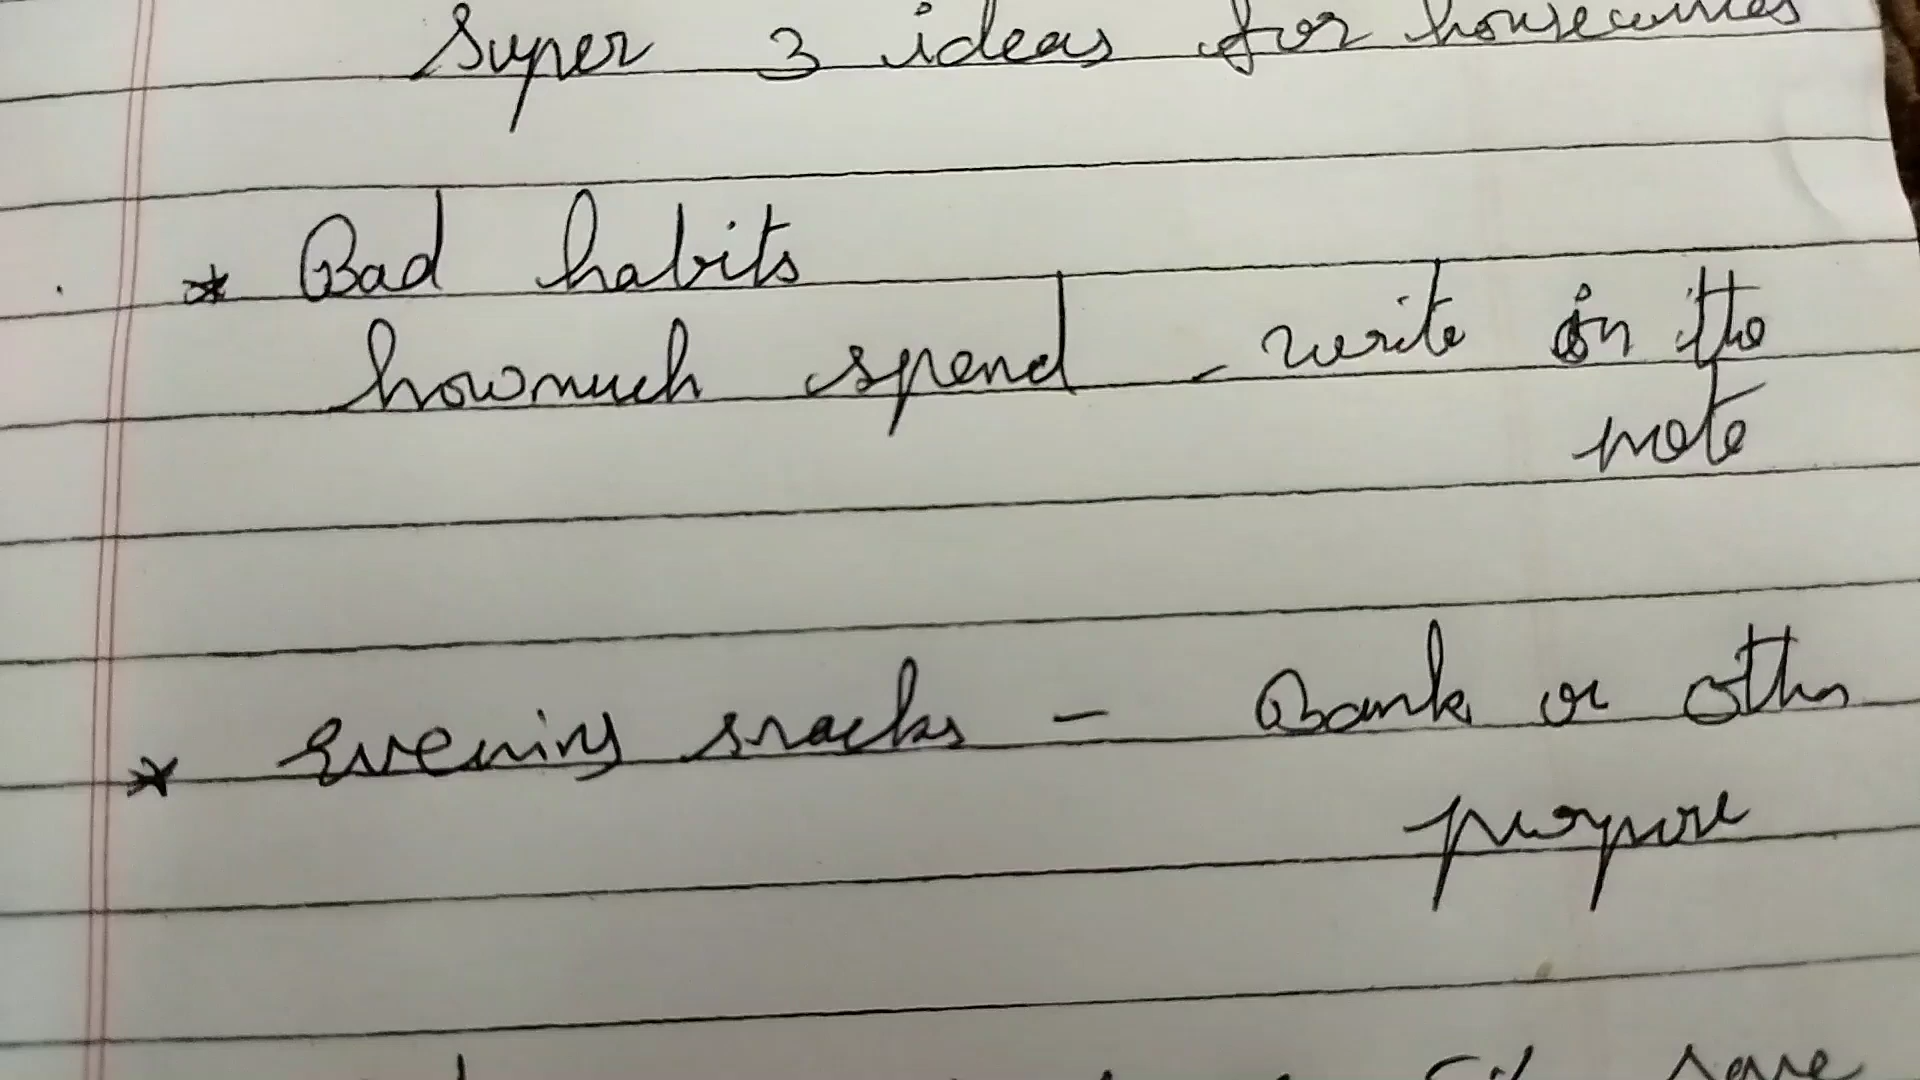 Super 3 ideas for housewives
* Bad habits
howmuch spend - write in the
note
* Evening snacks - Bank or other
purpose
save